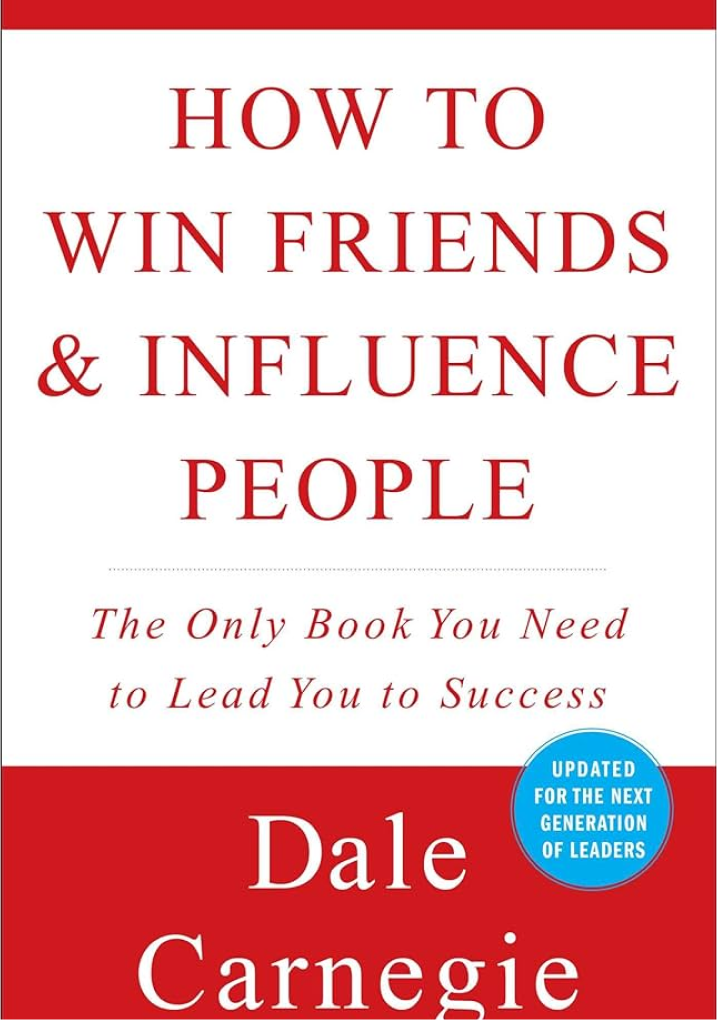 HOW TO
WIN FRIENDS
& INFLUENCE
PEOPLE
The Only Book You Need
to Lead You to Success
UPDATED
FOR THE NEXT
GENERATION
OF LEADERS
Dale
Carnegie